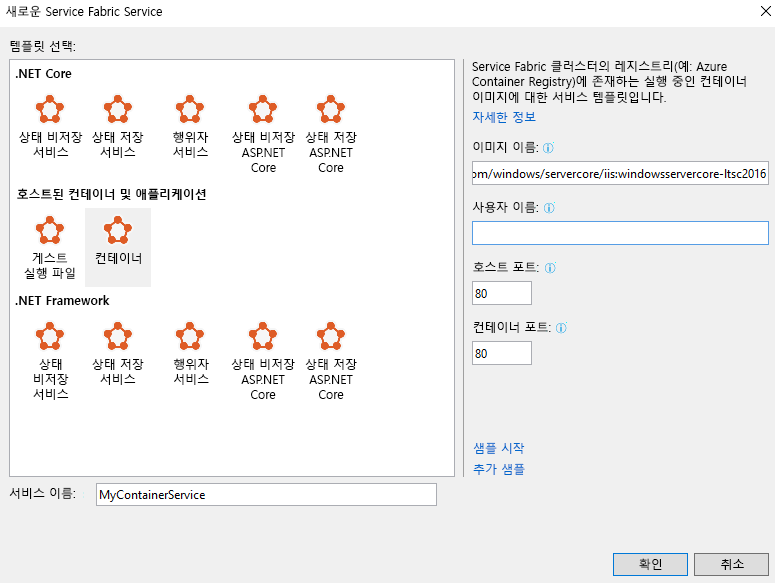 새로운 Service Fabric Service
템플릿 선택:
.NET Core
상태 비저장
서비스
상태 저장
서비스
행위자
서비스
상태 비저장
ASP.NET
Core
상태 저장
ASP.NET
Core
호스트된 컨테이너 및 애플리케이션
게스트
실행 파일
컨테이너
.NET Framework
상태
비저장
서비스
상태 저장
서비스
행위자
서비스
상태 비저장
ASP.NET
Core
상태 저장
ASP.NET
Core
서비스 이름:
MyContainerService
Service Fabric 클러스터의 레지스트리(예: Azure
Container Registry)에 존재하는 실행 중인 컨테이너
이미지에 대한 서비스 템플릿입니다.
자세한 정보
이미지 이름:
om/windows/servercore/iis:windowsservercore-ltsc2016
사용자 이름:
호스트 포트:
80
컨테이너 포트:
80
샘플 시작
추가 샘플
확인
취소